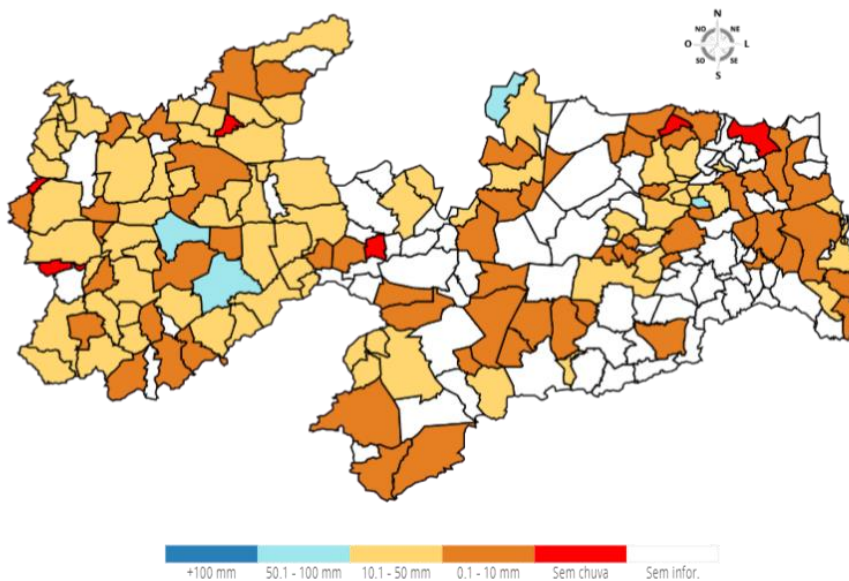 N
NO NE
O L
SO SE
S
+100 mm 50.1 - 100 mm 10.1 - 50 mm 0.1 - 10 mm Sem chuva Sem infor.